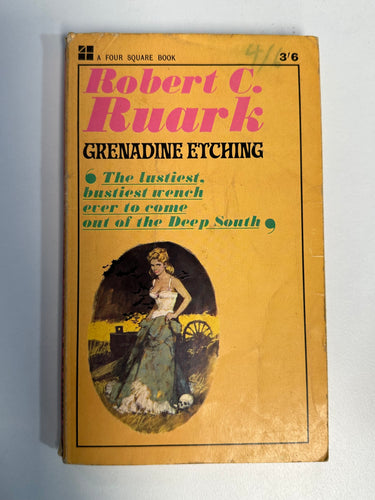 A FOUR SQUARE BOOK
3'6
Robert C.
Ruark
GRENADINE ETCHING
❛ The lustiest,
bustiest wench
ever to come
out of the Deep South ❜